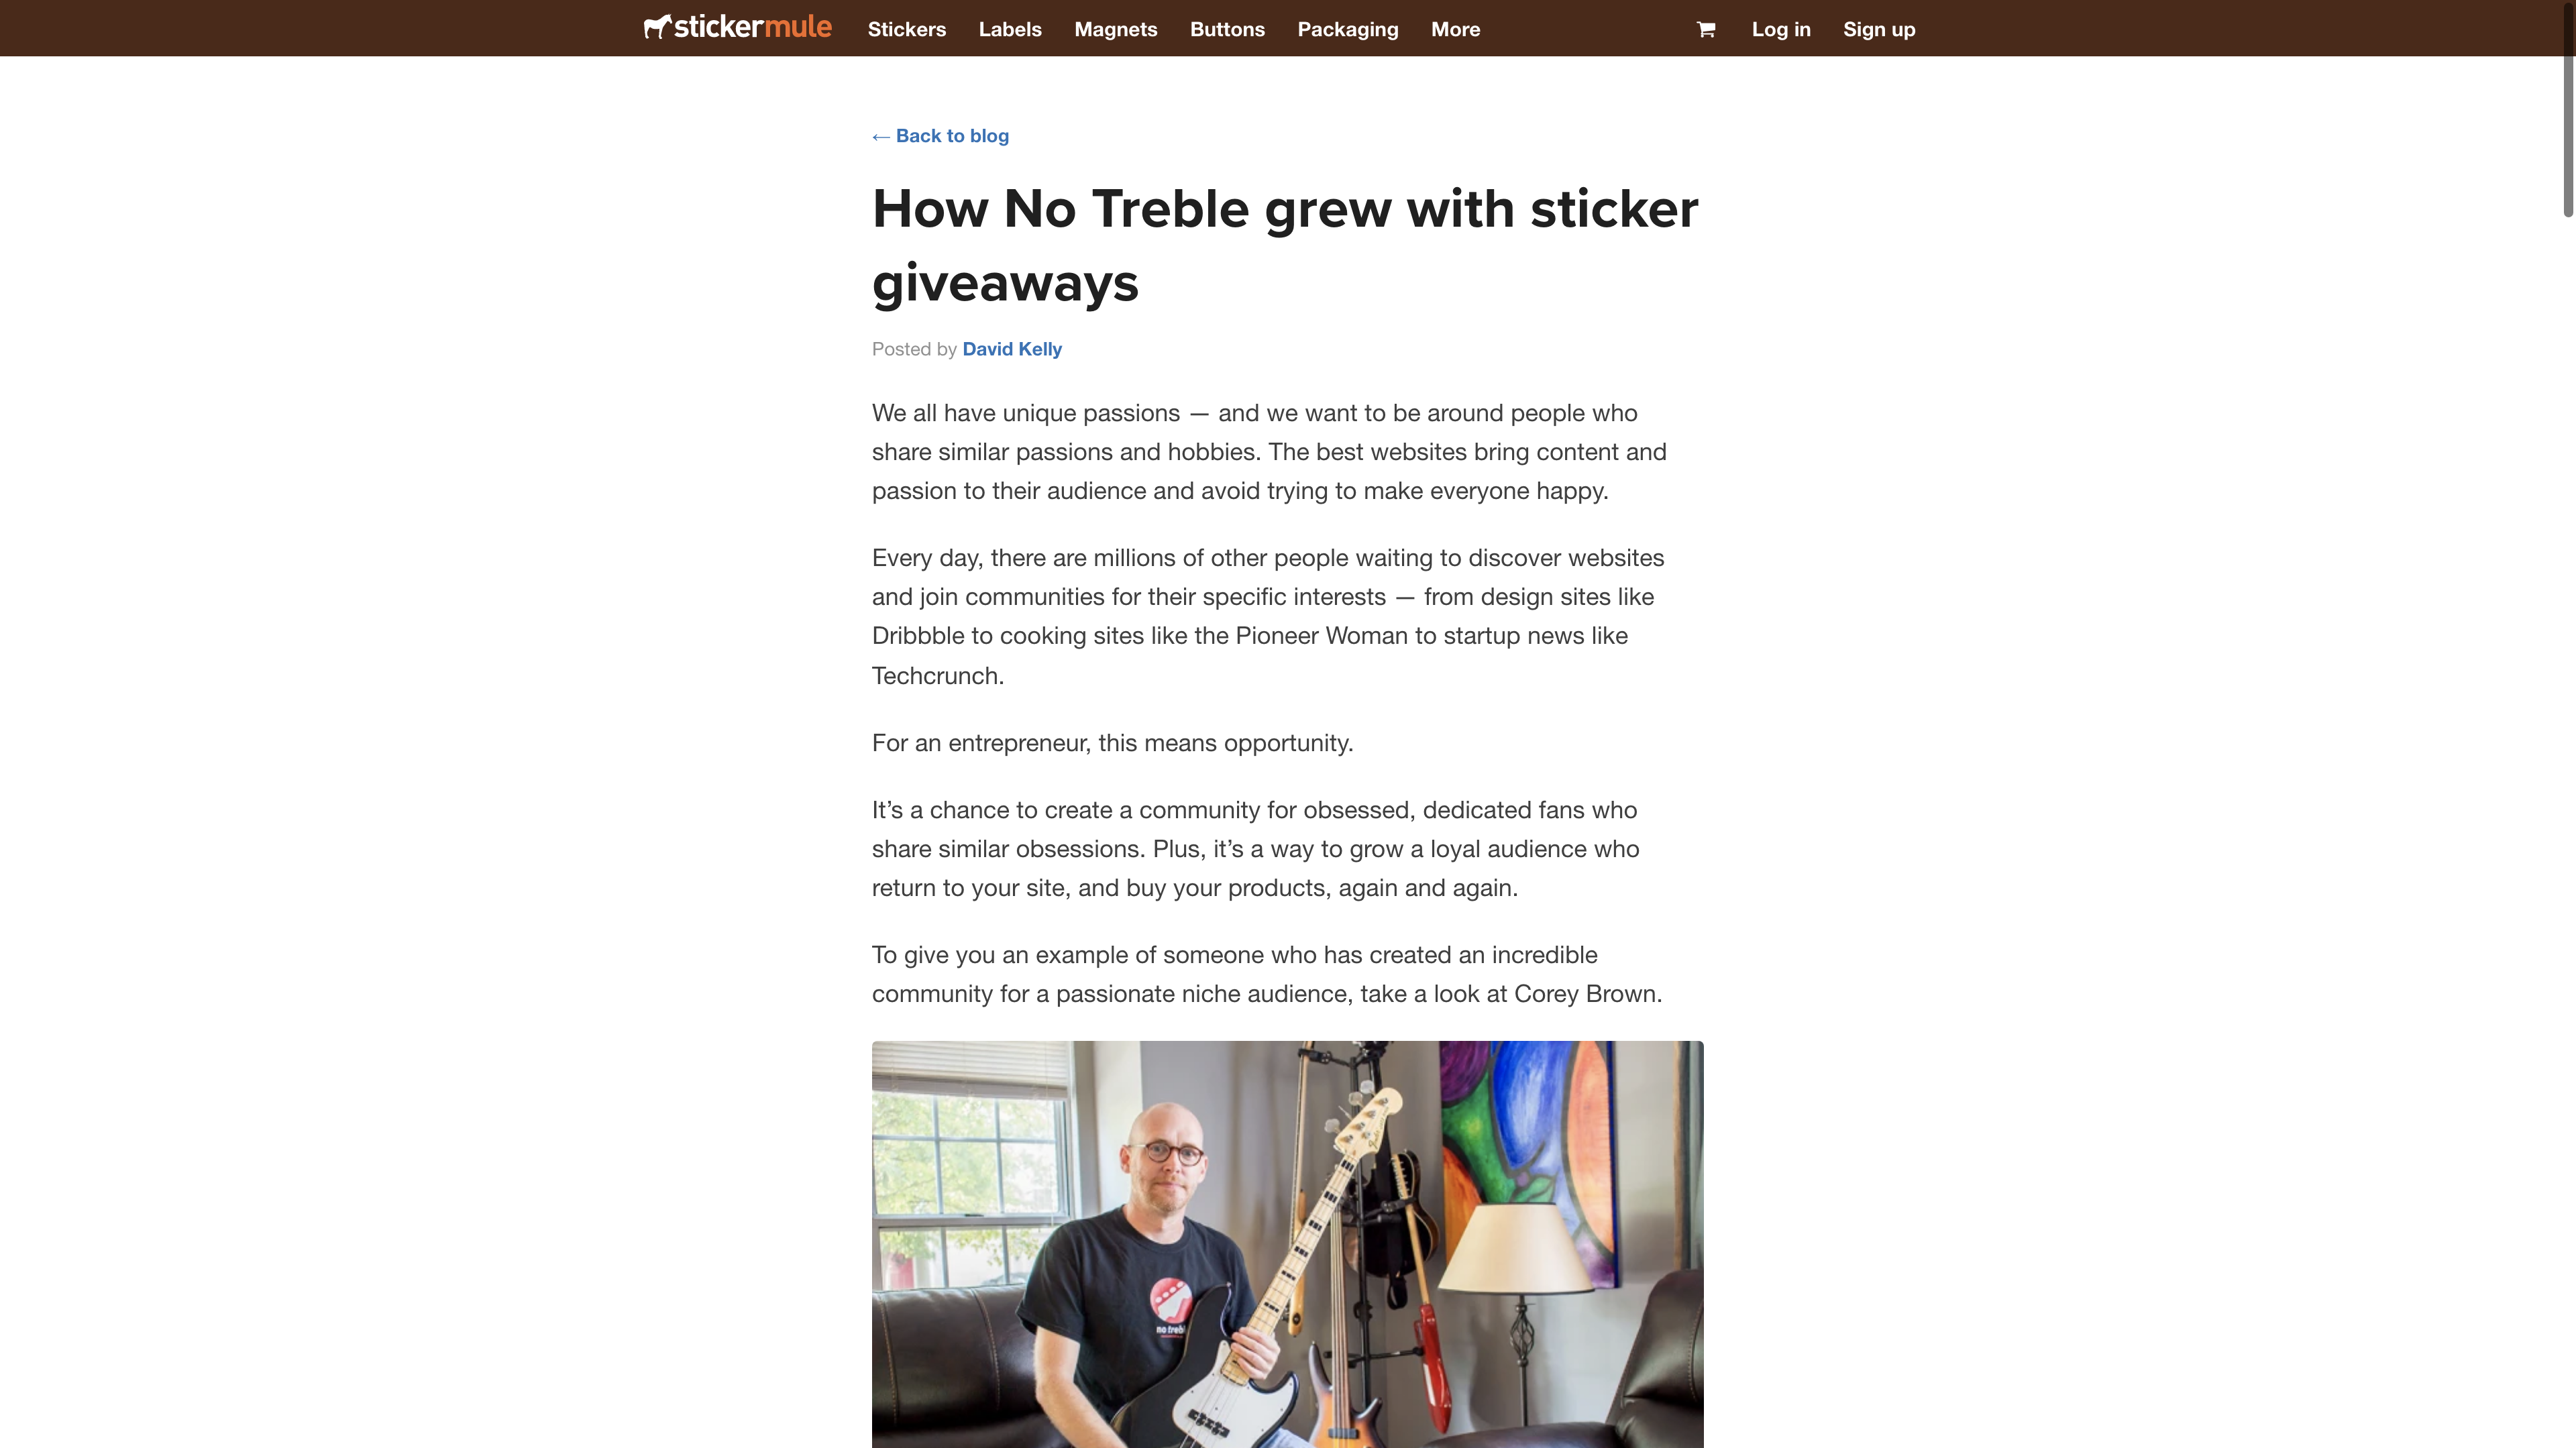 stickermule Stickers Labels Magnets Buttons Packaging More Log in Sign up
← Back to blog
How No Treble grew with sticker
giveaways
Posted by David Kelly
We all have unique passions — and we want to be around people who
share similar passions and hobbies. The best websites bring content and
passion to their audience and avoid trying to make everyone happy.
Every day, there are millions of other people waiting to discover websites
and join communities for their specific interests — from design sites like
Dribbble to cooking sites like the Pioneer Woman to startup news like
Techcrunch.
For an entrepreneur, this means opportunity.
It’s a chance to create a community for obsessed, dedicated fans who
share similar obsessions. Plus, it’s a way to grow a loyal audience who
return to your site, and buy your products, again and again.
To give you an example of someone who has created an incredible
community for a passionate niche audience, take a look at Corey Brown.
no trebl